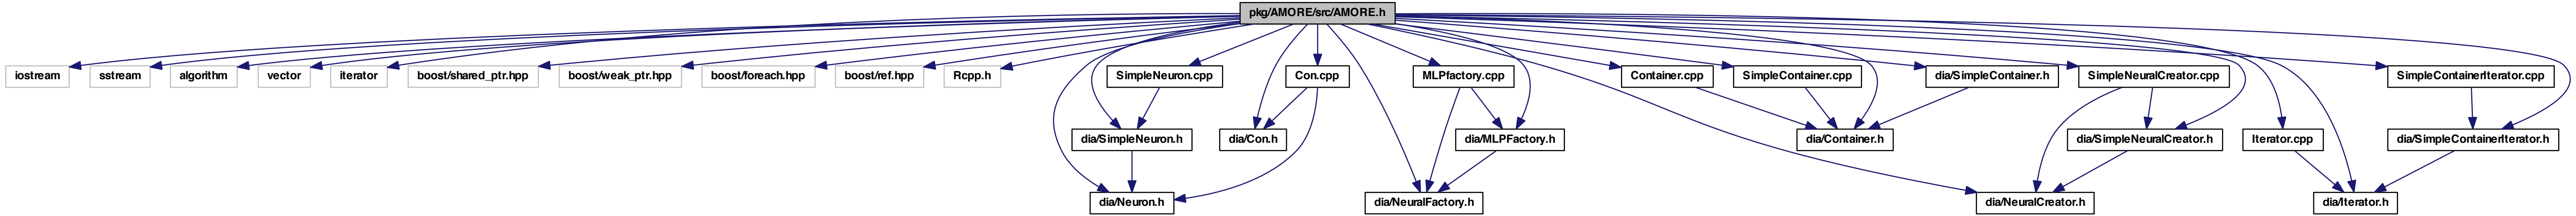 pkg/AMORE/src/AMORE.h
iostream
sstream
algorithm
vector
iterator
boost/shared_ptr.hpp
boost/weak_ptr.hpp
boost/foreach.hpp
boost/ref.hpp
Rcpp.h
SimpleNeuron.cpp
Con.cpp
MLPfactory.cpp
Container.cpp
SimpleContainer.cpp
dia/SimpleContainer.h
SimpleNeuralCreator.cpp
SimpleContainerIterator.cpp
dia/SimpleNeuron.h
dia/Con.h
dia/MLPFactory.h
dia/Container.h
dia/SimpleNeuralCreator.h
Iterator.cpp
dia/SimpleContainerIterator.h
dia/Neuron.h
dia/NeuralFactory.h
dia/NeuralCreator.h
dia/Iterator.h